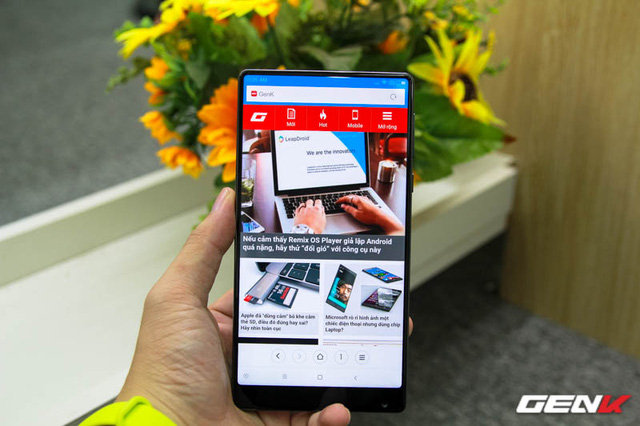 GenK
Mới
Hot
Mobile
Mở rộng
LeapDroid
We are the innovation
Nếu cảm thấy Remix OS Player giả lập Android
quá nặng, hãy thử "đổi gió" với công cụ này
Apple đã "dũng cảm" bỏ khe cắm
thẻ SD, điều đó đúng hay sai?
Hãy nhìn toàn cục
Microsoft rò rỉ hình ảnh một
chiếc điện thoại nhưng dùng chip
Laptop?
GENK